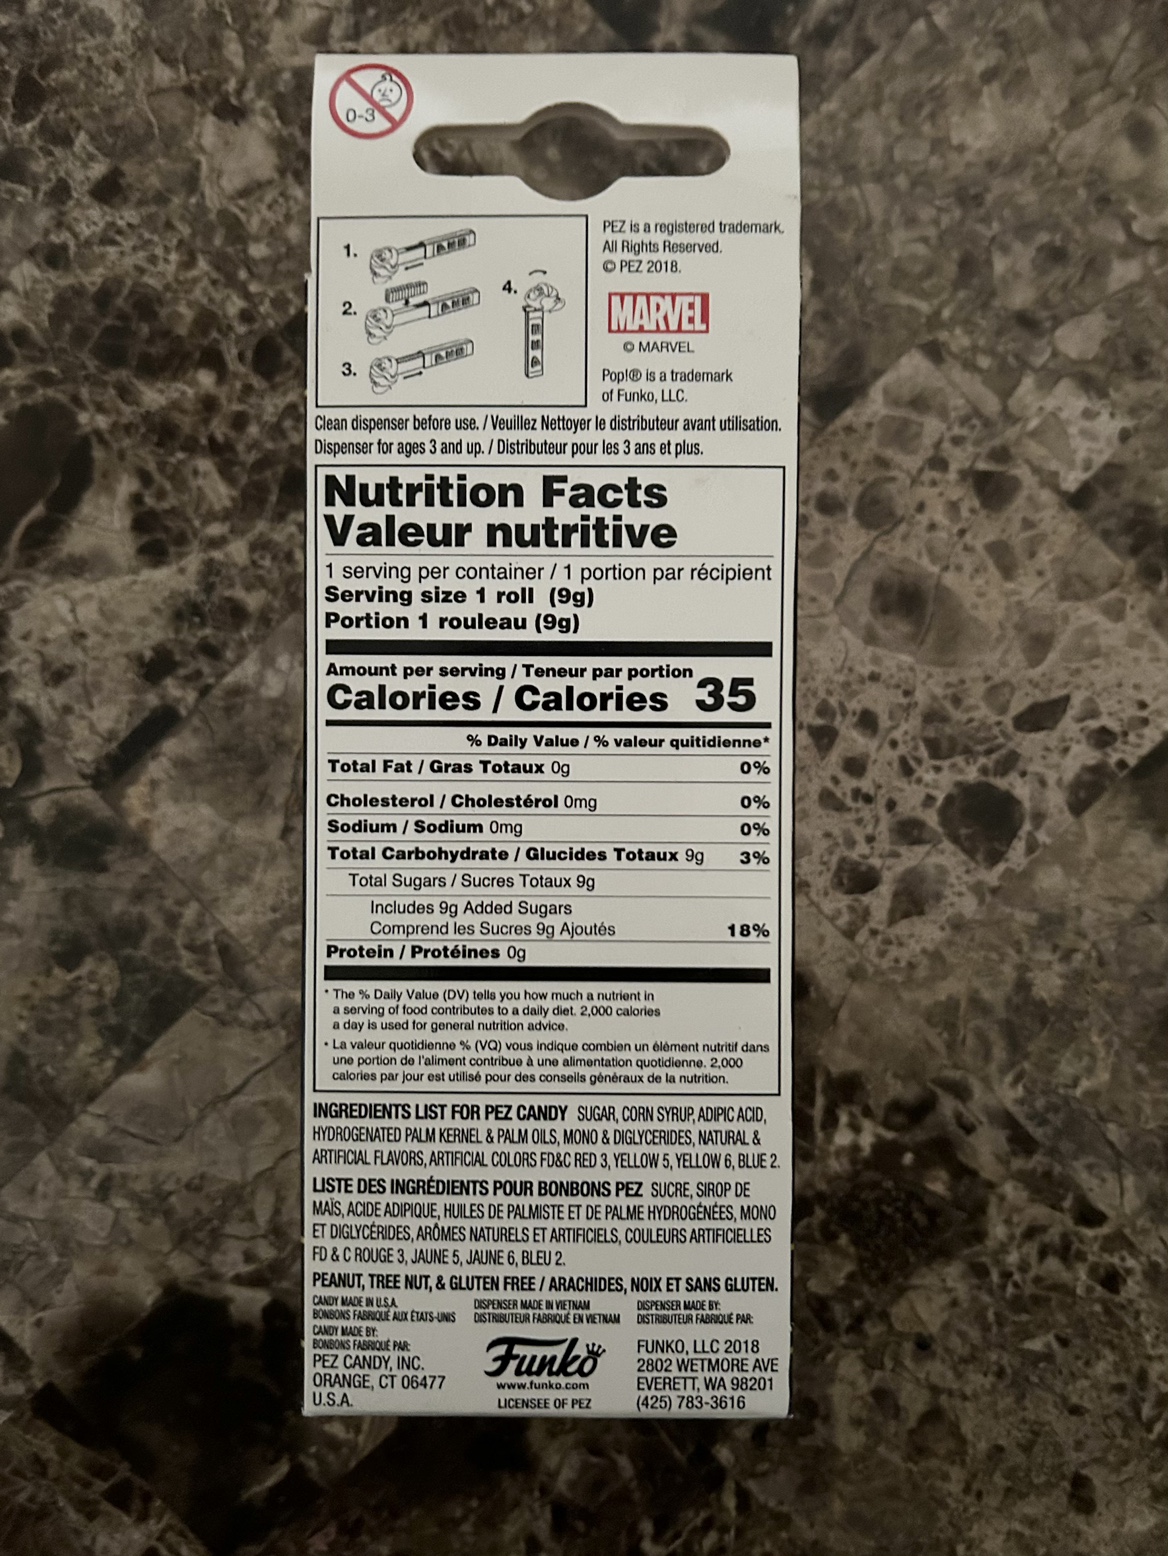 0-3
1.
2.
3.
4.
PEZ is a registered trademark.
All Rights Reserved.
© PEZ 2018.
MARVEL
© MARVEL
Pop!® is a trademark
of Funko, LLC.
Clean dispenser before use. / Veuillez Nettoyer le distributeur avant utilisation.
Dispenser for ages 3 and up. / Distributeur pour les 3 ans et plus.
Nutrition Facts
Valeur nutritive
1 serving per container / 1 portion par récipient
Serving size 1 roll (9g)
Portion 1 rouleau (9g)
Amount per serving / Teneur par portion
Calories / Calories 35
% Daily Value / % valeur quitidienne*
Total Fat / Gras Totaux 0g 0%
Cholesterol / Cholestérol 0mg 0%
Sodium / Sodium 0mg 0%
Total Carbohydrate / Glucides Totaux 9g 3%
Total Sugars / Sucres Totaux 9g
Includes 9g Added Sugars
Comprend les Sucres 9g Ajoutés 18%
Protein / Protéines 0g
* The % Daily Value (DV) tells you how much a nutrient in
a serving of food contributes to a daily diet. 2,000 calories
a day is used for general nutrition advice.
• La valeur quotidienne % (VQ) vous indique combien un élément nutritif dans
une portion de l'aliment contribue à une alimentation quotidienne. 2,000
calories par jour est utilisé pour des conseils généraux de la nutrition.
INGREDIENTS LIST FOR PEZ CANDY SUGAR, CORN SYRUP, ADIPIC ACID,
HYDROGENATED PALM KERNEL & PALM OILS, MONO & DIGLYCERIDES, NATURAL &
ARTIFICIAL FLAVORS, ARTIFICIAL COLORS FD&C RED 3, YELLOW 5, YELLOW 6, BLUE 2.
LISTE DES INGRÉDIENTS POUR BONBONS PEZ SUCRE, SIROP DE
MAÏS, ACIDE ADIPIQUE, HUILES DE PALMISTE ET DE PALME HYDROGÉNÉES, MONO
ET DIGLYCÉRIDES, ARÔMES NATURELS ET ARTIFICIELS, COULEURS ARTIFICIELLES
FD & C ROUGE 3, JAUNE 5, JAUNE 6, BLEU 2.
PEANUT, TREE NUT, & GLUTEN FREE / ARACHIDES, NOIX ET SANS GLUTEN.
CANDY MADE IN U.S.A.
BONBONS FABRIQUÉ AUX ÉTATS-UNIS
CANDY MADE BY:
BONBONS FABRIQUÉ PAR:
PEZ CANDY, INC.
ORANGE, CT 06477
U.S.A.
DISPENSER MADE IN VIETNAM
DISTRIBUTEUR FABRIQUÉ EN VIETNAM
Funko
www.funko.com
LICENSEE OF PEZ
DISPENSER MADE BY:
DISTRIBUTEUR FABRIQUÉ PAR:
FUNKO, LLC 2018
2802 WETMORE AVE
EVERETT, WA 98201
(425) 783-3616